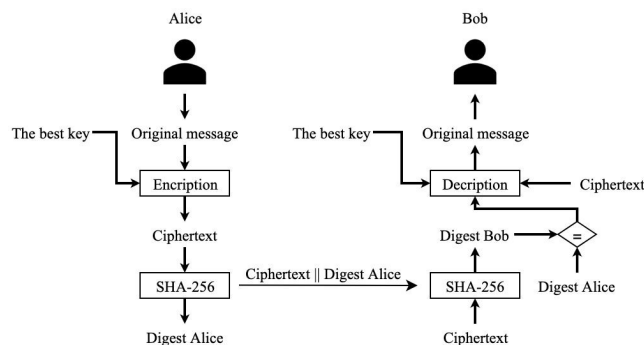 Alice
Bob
The best key
Original message
The best key
Original message
Encription
Decription
Ciphertext
Ciphertext
Digest Bob
=
SHA-256
Ciphertext || Digest Alice
SHA-256
Digest Alice
Digest Alice
Ciphertext